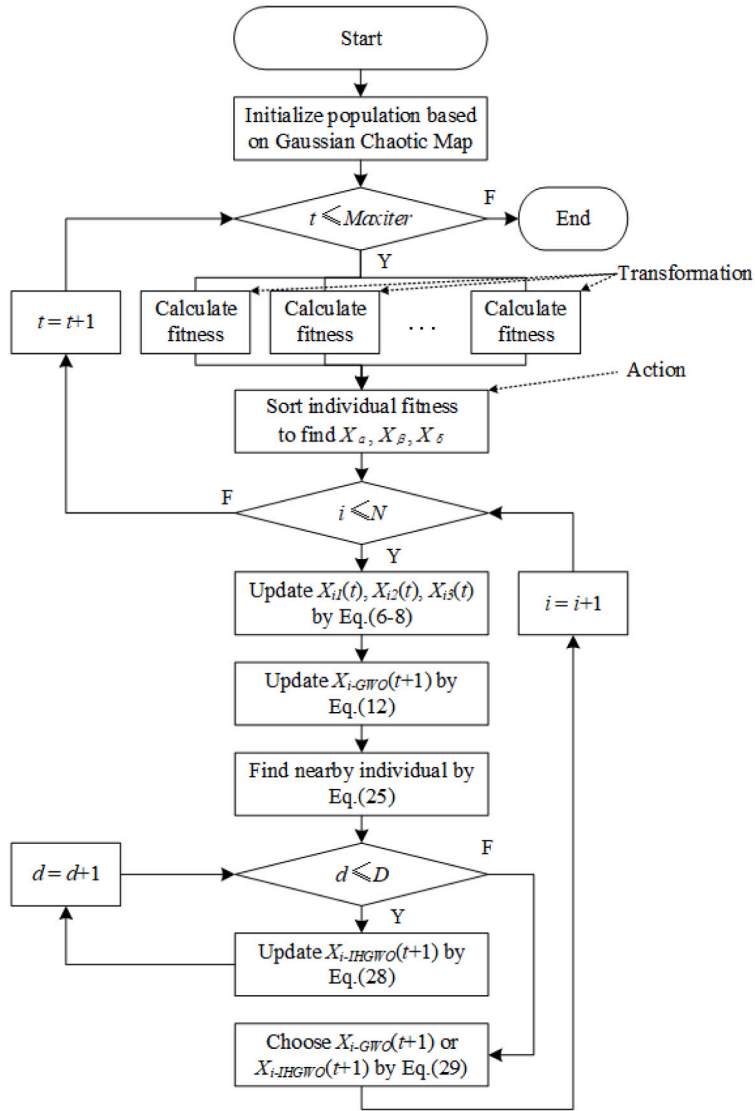 Start
Initialize population based
on Gaussian Chaotic Map
t ⩽ Maxiter
F
End
Y
Transformation
t = t+1
Calculate
fitness
Calculate
fitness
...
Calculate
fitness
Action
Sort individual fitness
to find Xα, Xβ, Xδ
F
i ⩽ N
Y
Update Xi1(t), Xi2(t), Xi3(t)
by Eq.(6-8)
i = i+1
Update Xi-GWO(t+1) by
Eq.(12)
Find nearby individual by
Eq.(25)
F
d = d+1
d ⩽ D
Y
Update Xi-IHGWO(t+1) by
Eq.(28)
Choose Xi-GWO(t+1) or
Xi-IHGWO(t+1) by Eq.(29)